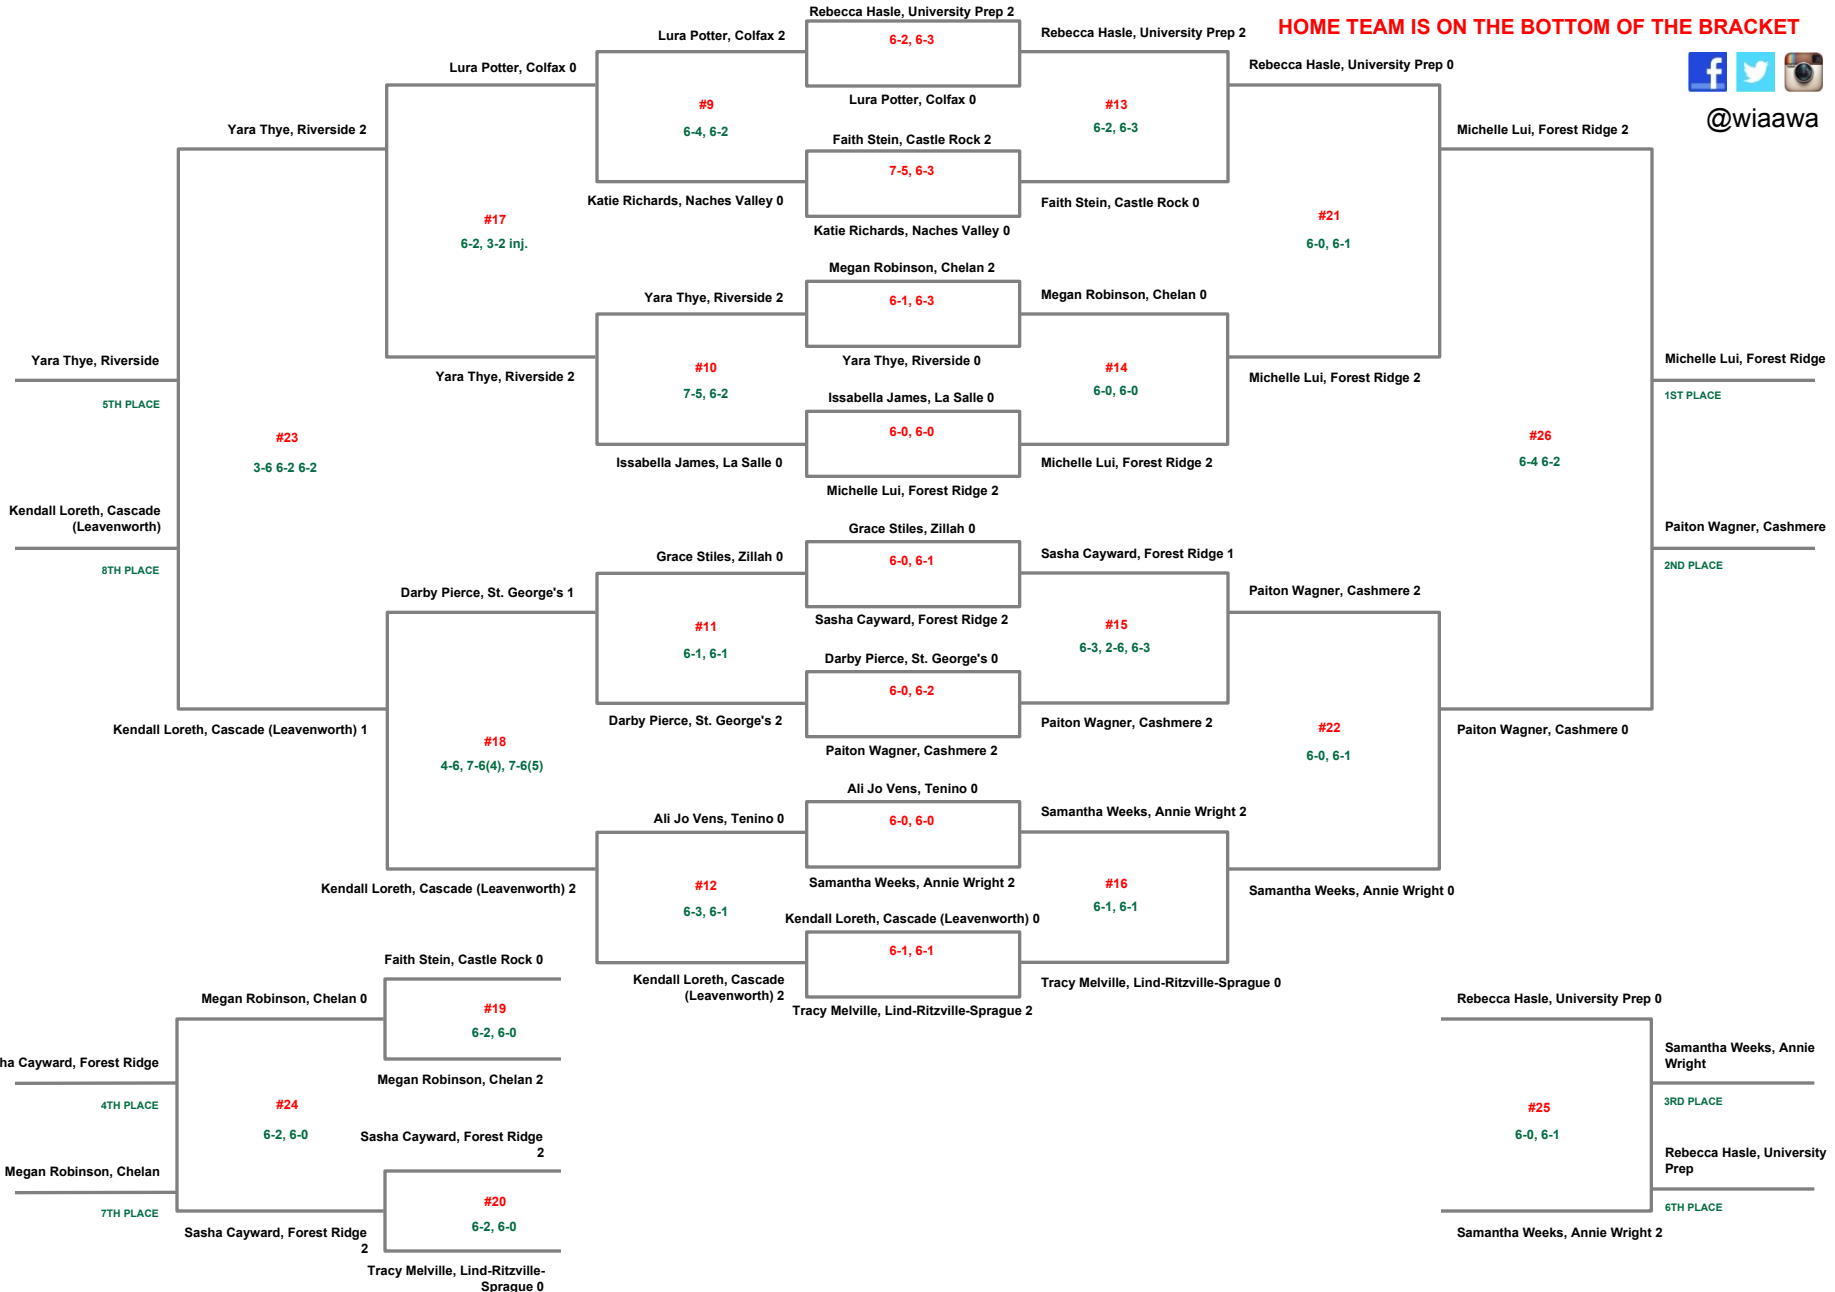 Rebecca Hasle, University Prep 2
HOME TEAM IS ON THE BOTTOM OF THE BRACKET
Lura Potter, Colfax 2
6-2, 6-3
Rebecca Hasle, University Prep 2
Lura Potter, Colfax 0
Rebecca Hasle, University Prep 0
Lura Potter, Colfax 0
#9
#13
@wiaawa
Yara Thye, Riverside 2
6-4, 6-2
6-2, 6-3
Michelle Lui, Forest Ridge 2
Faith Stein, Castle Rock 2
7-5, 6-3
Katie Richards, Naches Valley 0
Faith Stein, Castle Rock 0
#17
#21
Katie Richards, Naches Valley 0
6-2, 3-2 inj.
6-0, 6-1
Megan Robinson, Chelan 2
Yara Thye, Riverside 2
6-1, 6-3
Megan Robinson, Chelan 0
Yara Thye, Riverside
Yara Thye, Riverside 0
Michelle Lui, Forest Ridge
#10
#14
Yara Thye, Riverside 2
Michelle Lui, Forest Ridge 2
7-5, 6-2
6-0, 6-0
5TH PLACE
Issabella James, La Salle 0
1ST PLACE
#23
6-0, 6-0
#26
3-6 6-2 6-2
Issabella James, La Salle 0
Michelle Lui, Forest Ridge 2
6-4 6-2
Michelle Lui, Forest Ridge 2
Kendall Loreth, Cascade
(Leavenworth)
Grace Stiles, Zillah 0
Paiton Wagner, Cashmere
Grace Stiles, Zillah 0
6-0, 6-1
Sasha Cayward, Forest Ridge 1
8TH PLACE
2ND PLACE
Darby Pierce, St. George's 1
Paiton Wagner, Cashmere 2
Sasha Cayward, Forest Ridge 2
#11
#15
6-1, 6-1
6-3, 2-6, 6-3
Darby Pierce, St. George's 0
6-0, 6-2
Darby Pierce, St. George's 2
Paiton Wagner, Cashmere 2
Kendall Loreth, Cascade (Leavenworth) 1
#22
Paiton Wagner, Cashmere 0
#18
Paiton Wagner, Cashmere 2
6-0, 6-1
4-6, 7-6(4), 7-6(5)
Ali Jo Vens, Tenino 0
Ali Jo Vens, Tenino 0
6-0, 6-0
Samantha Weeks, Annie Wright 2
Samantha Weeks, Annie Wright 2
#12
#16
Kendall Loreth, Cascade (Leavenworth) 2
Samantha Weeks, Annie Wright 0
6-3, 6-1
6-1, 6-1
Kendall Loreth, Cascade (Leavenworth) 0
6-1, 6-1
Faith Stein, Castle Rock 0
Kendall Loreth, Cascade
(Leavenworth) 2
Tracy Melville, Lind-Ritzville-Sprague 0
Megan Robinson, Chelan 0
Rebecca Hasle, University Prep 0
#19
Tracy Melville, Lind-Ritzville-Sprague 2
6-2, 6-0
ha Cayward, Forest Ridge
Samantha Weeks, Annie
Wright
Megan Robinson, Chelan 2
4TH PLACE
#24
3RD PLACE
#25
6-2, 6-0
6-0, 6-1
Sasha Cayward, Forest Ridge
2
Megan Robinson, Chelan
Rebecca Hasle, University
Prep
7TH PLACE
#20
6TH PLACE
6-2, 6-0
Sasha Cayward, Forest Ridge
2
Samantha Weeks, Annie Wright 2
Tracy Melville, Lind-Ritzville-
Sprague 0